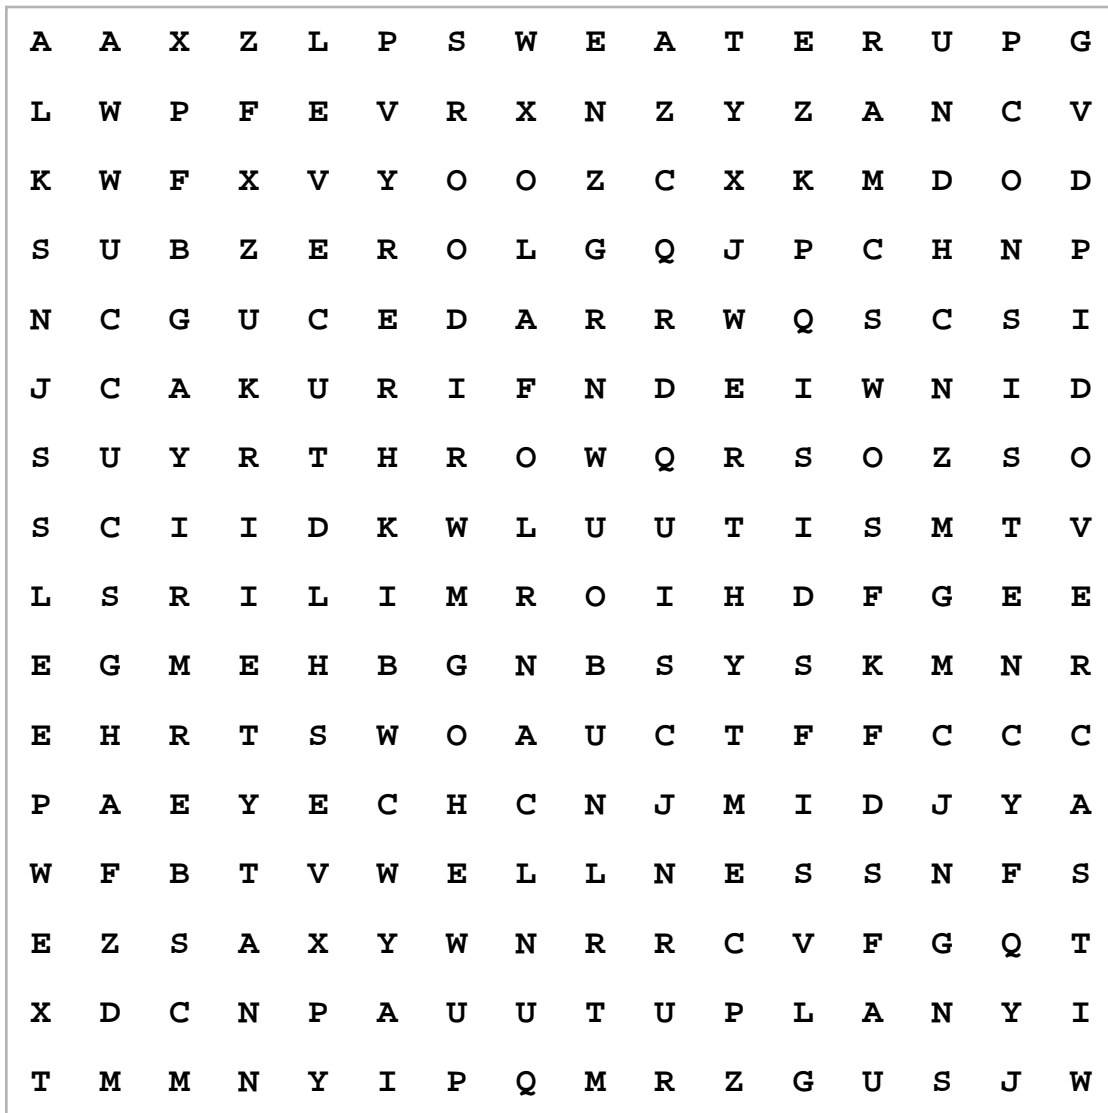 A A X Z L P S W E A T E R U P G
L W P F E V R X N Z Y Z A N C V
K W F X V Y O O Z C X K M D O D
S U B Z E R O L G Q J P C H N P
N C G U C E D A R R W Q S C S I
J C A K U R I F N D E I W N I D
S U Y R T H R O W Q R S O Z S O
S C I I D K W L U U T I S M T V
L S R I L I M R O I H D F G E E
E G M E H B G N B S Y S K M N R
E H R T S W O A U C T F F C C C
P A E Y E C H C N J M I D J Y A
W F B T V W E L L N E S S N F S
E Z S A X Y W N R R C V F G Q T
X D C N P A U U T U P L A N Y I
T M M N Y I P Q M R Z G U S J W